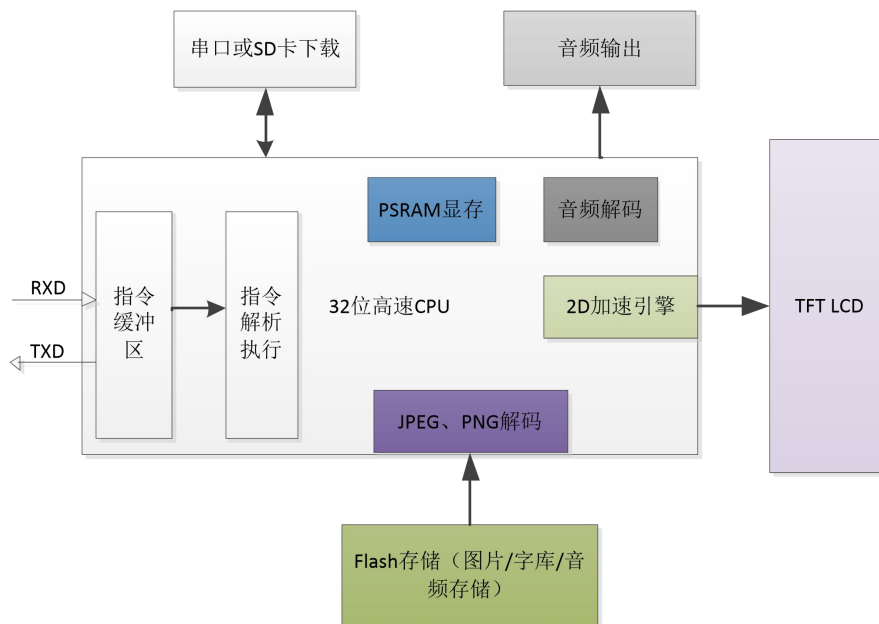 串口或SD卡下载
音频输出
PSRAM显存
音频解码
RXD
TXD
指令
缓冲
区
指令
解析
执行
32位高速CPU
2D加速引擎
TFT LCD
JPEG、PNG解码
Flash存储（图片/字库/音
频存储）